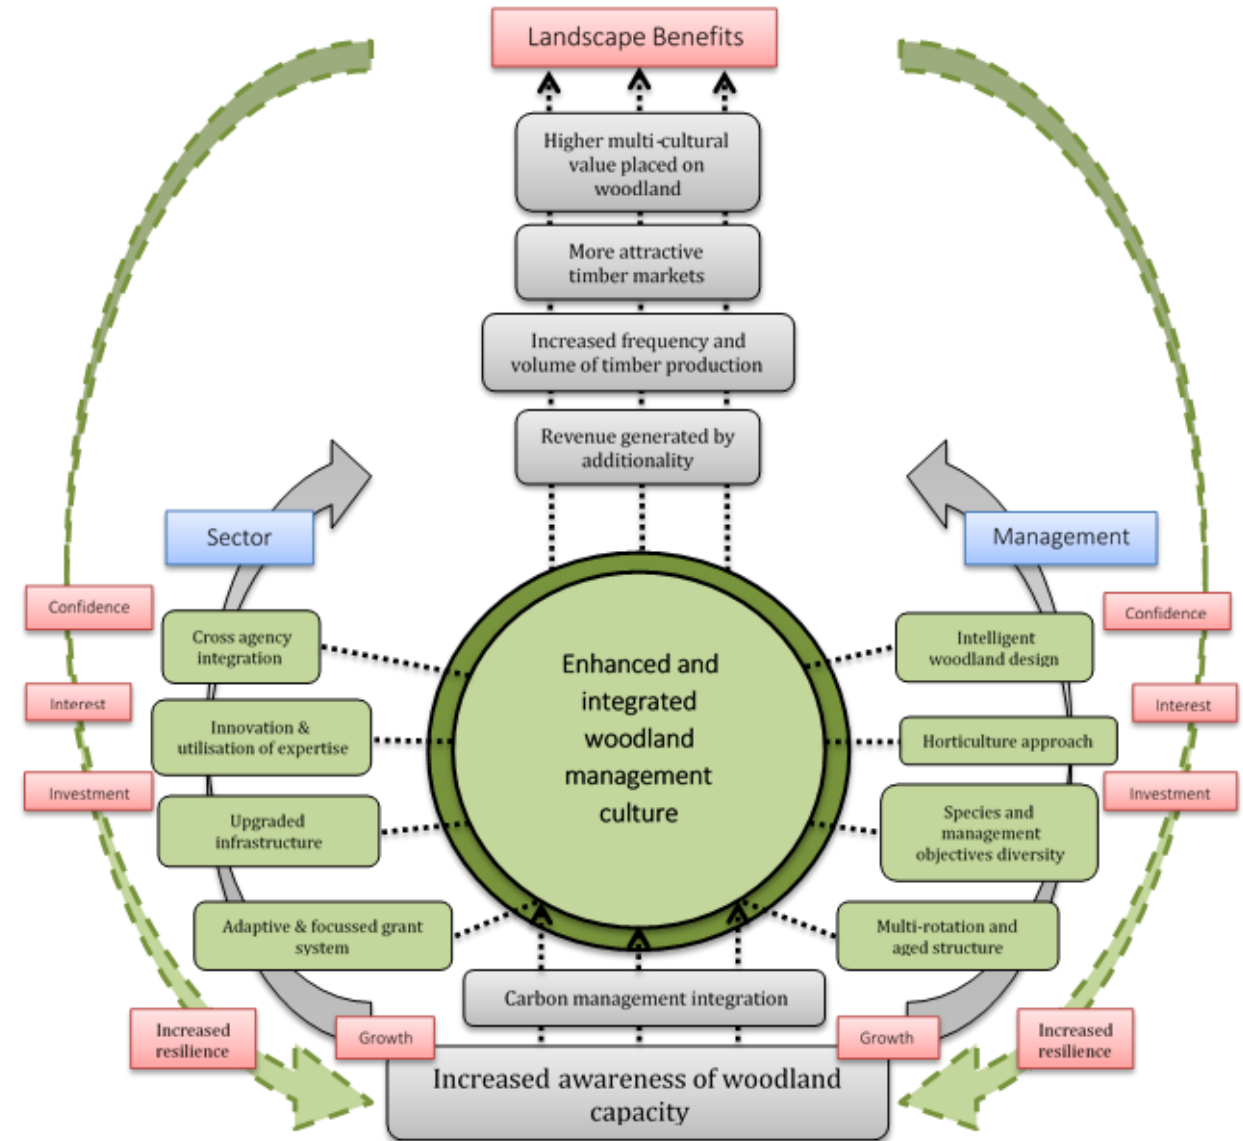 Landscape Benefits
Higher multi-cultural
value placed on
woodland
More attractive
timber markets
Increased frequency and
volume of timber production
Revenue generated by
additionality
Sector
Management
Confidence
Interest
Investment
Increased
resilience
Growth
Cross agency
integration
Innovation &
utilisation of expertise
Upgraded
infrastructure
Adaptive & focussed grant
system
Enhanced and
integrated
woodland
management
culture
Intelligent
woodland design
Horticulture approach
Species and
management
objectives diversity
Multi-rotation and
aged structure
Confidence
Interest
Investment
Increased
resilience
Growth
Carbon management integration
Increased awareness of woodland
capacity